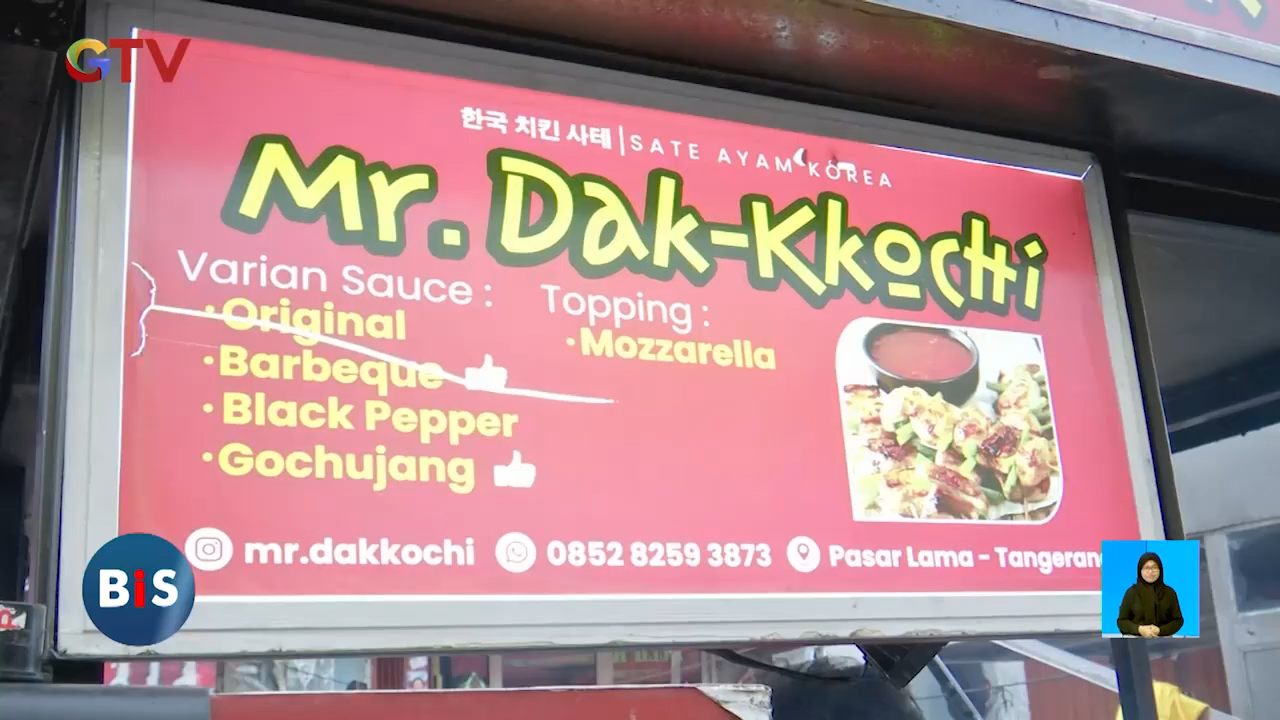 GTV
한국 치킨 사테 | SATE AYAM KOREA
Mr. Dak-Kkochi
Varian Sauce :
• Original
• Barbeque
• Black Pepper
• Gochujang
Topping :
• Mozzarella
mr.dakkochi
0852 8259 3873
Pasar Lama - Tangerang
BiS